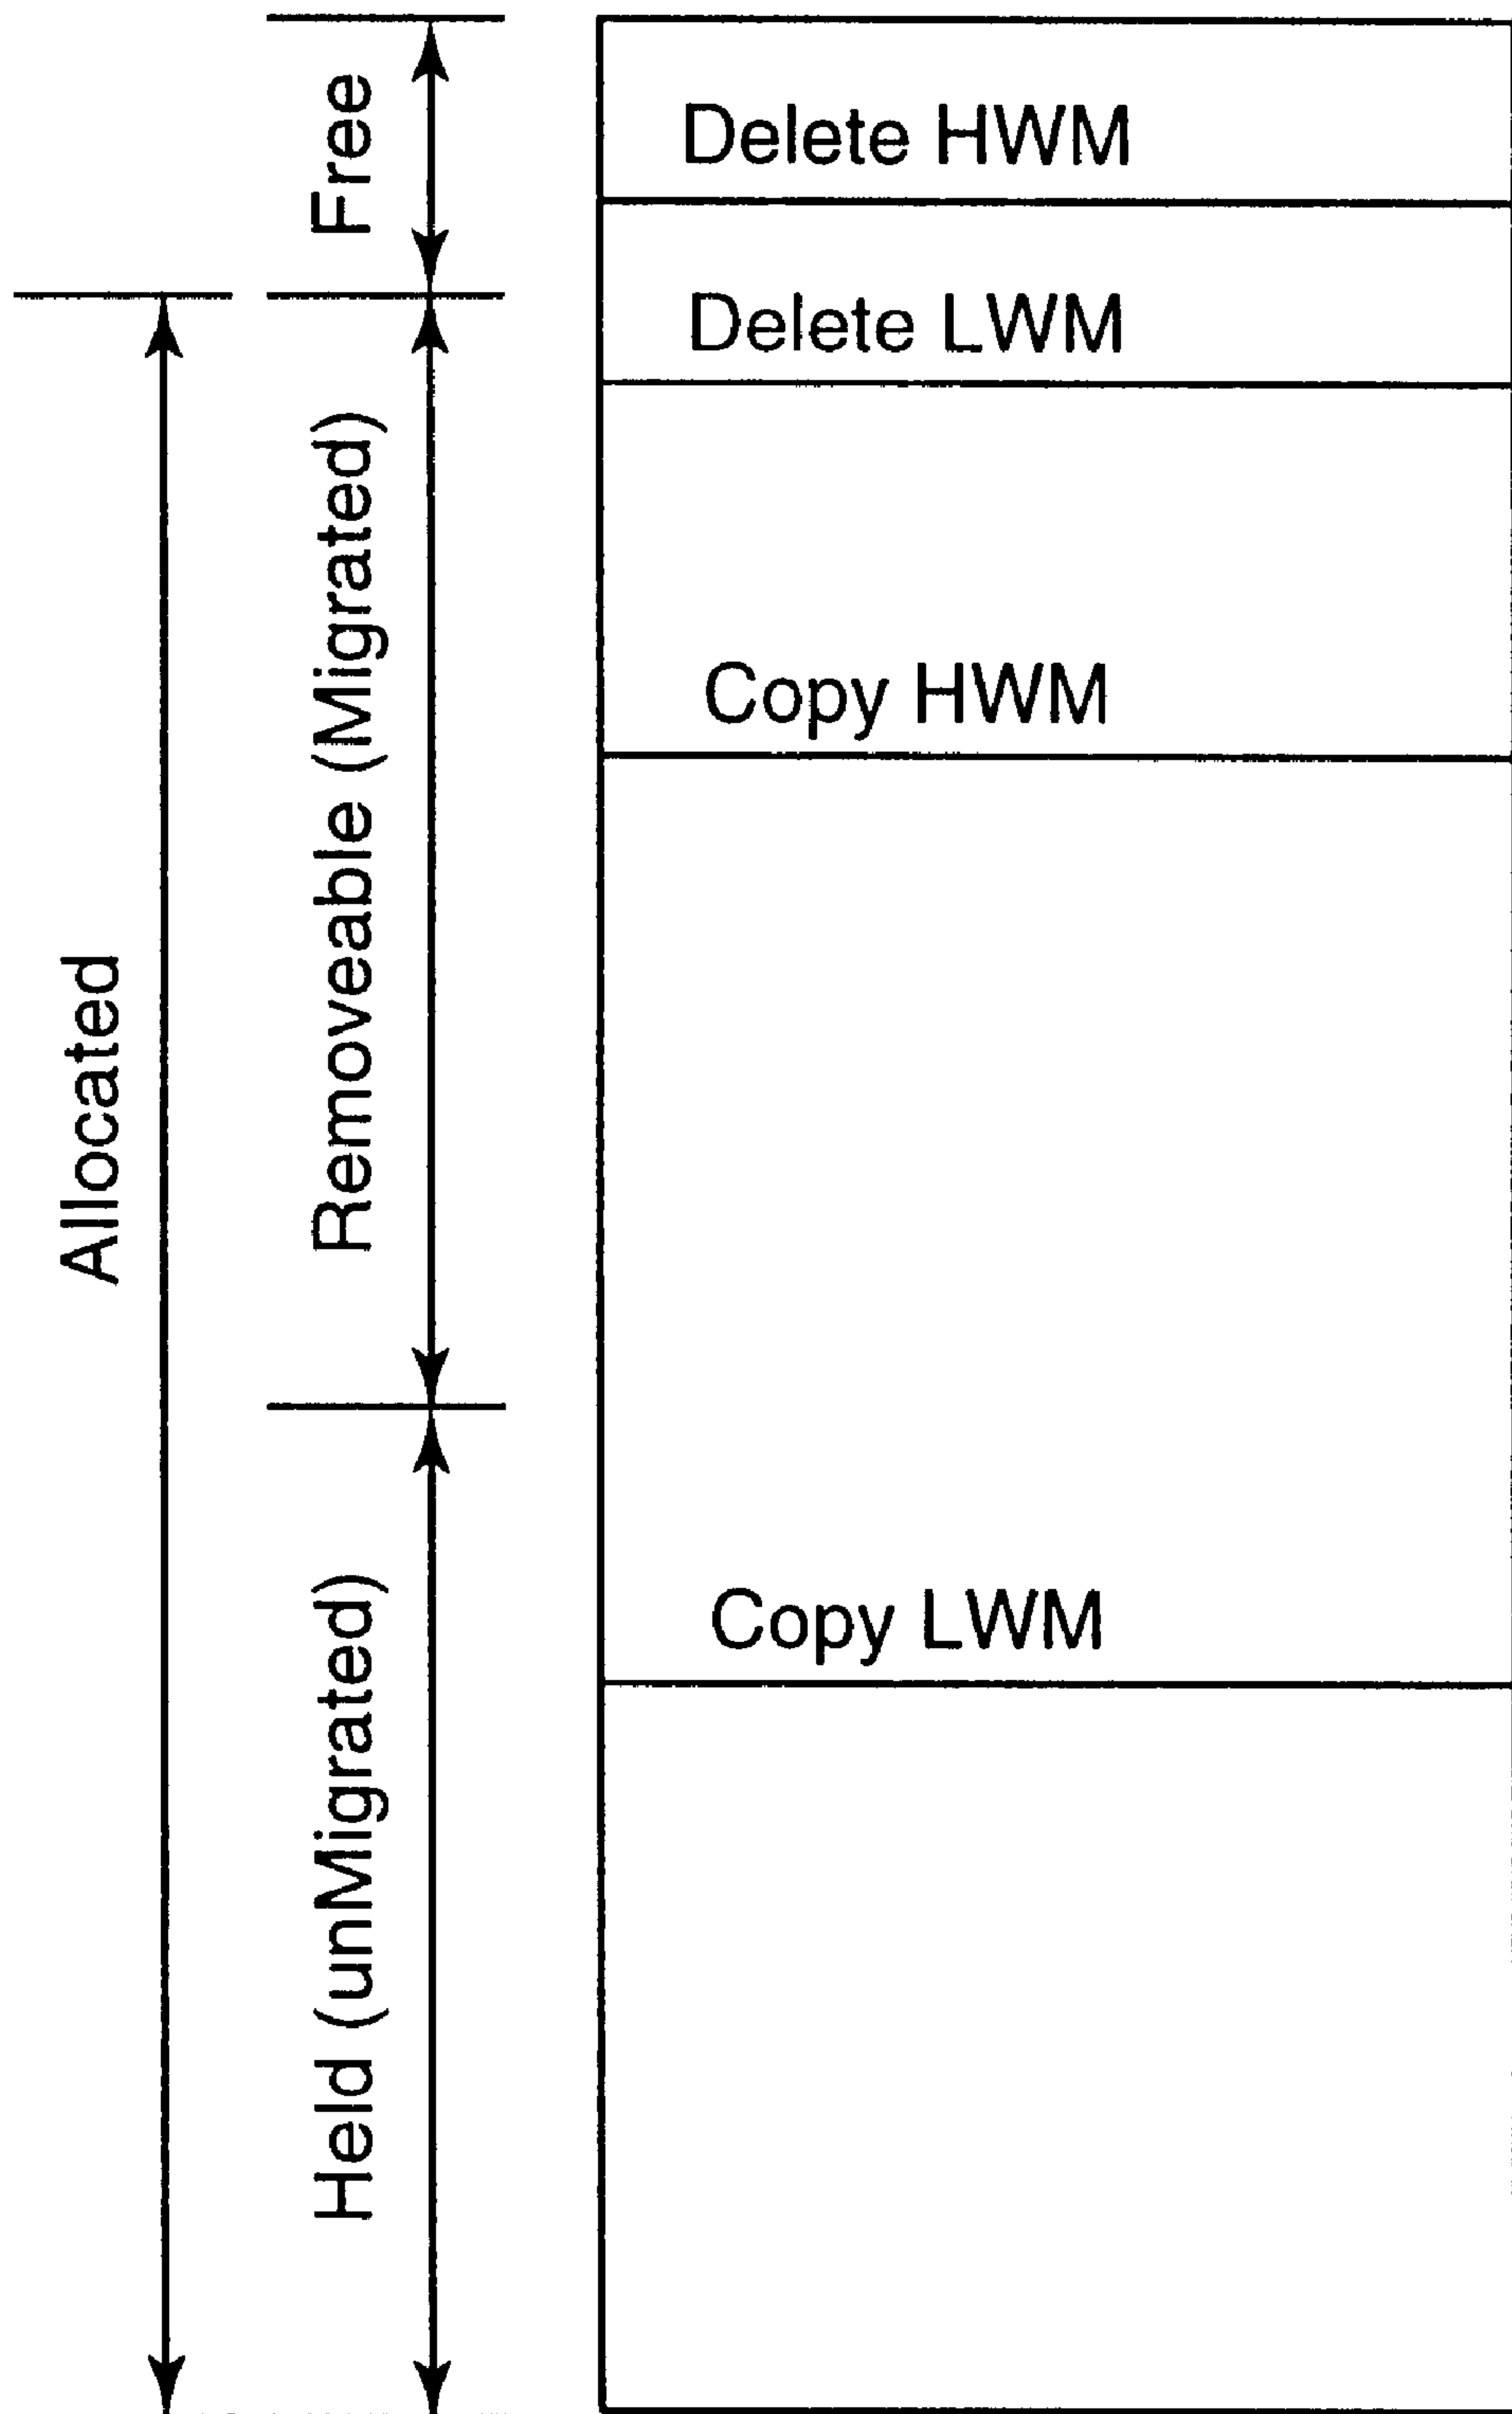 Free
Delete HWM
Delete LWM
Removeable (Migrated)
Copy HWM
Allocated
Copy LWM
Held (unMigrated)